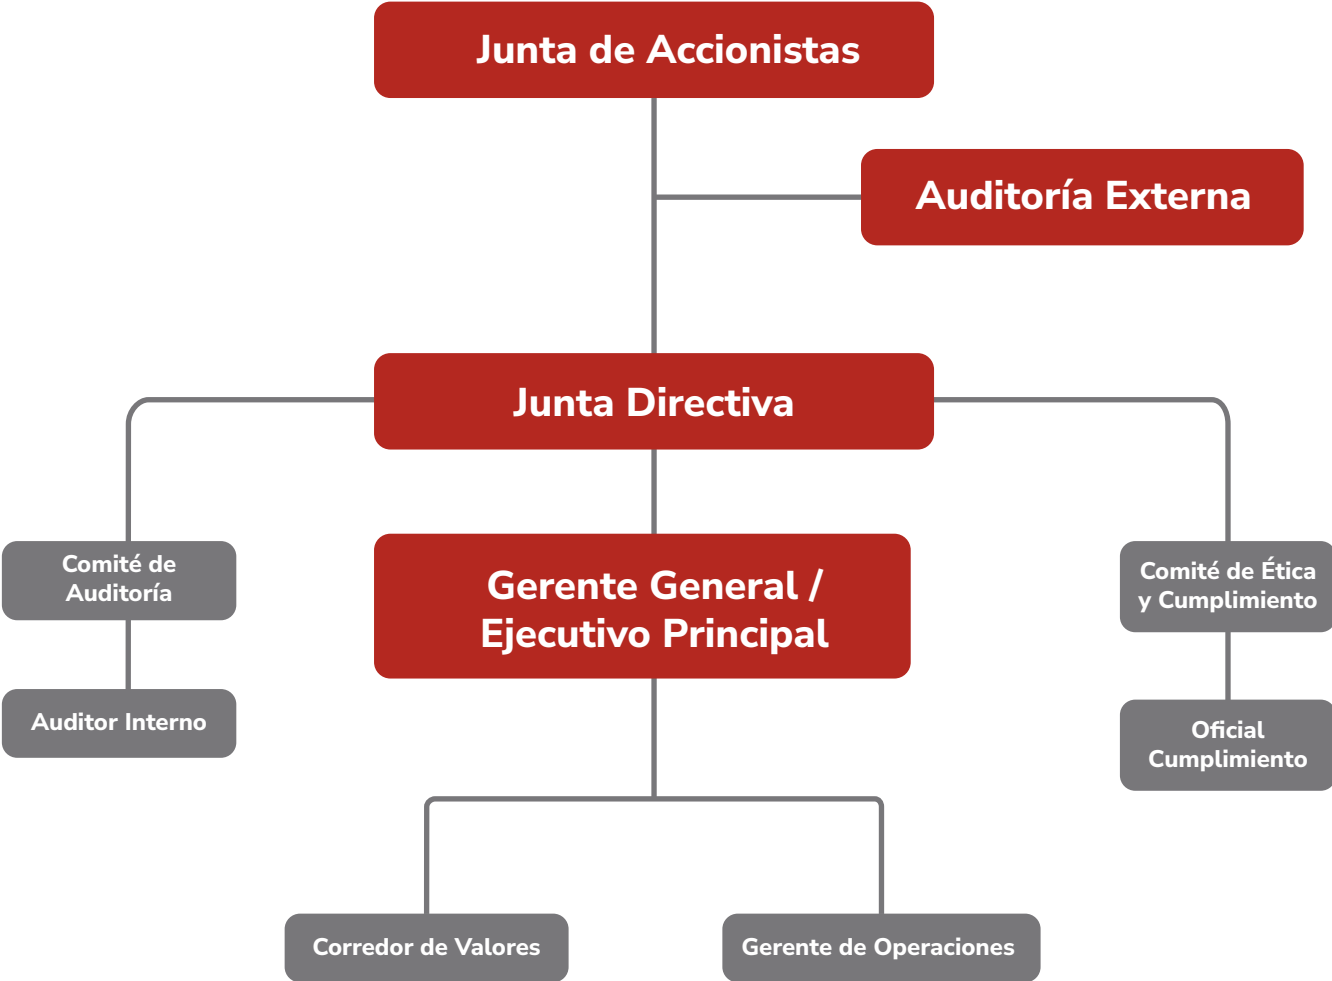 Junta de Accionistas
Auditoría Externa
Junta Directiva
Comité de
Auditoría
Gerente General /
Ejecutivo Principal
Comité de Ética
y Cumplimiento
Auditor Interno
Oficial
Cumplimiento
Corredor de Valores
Gerente de Operaciones